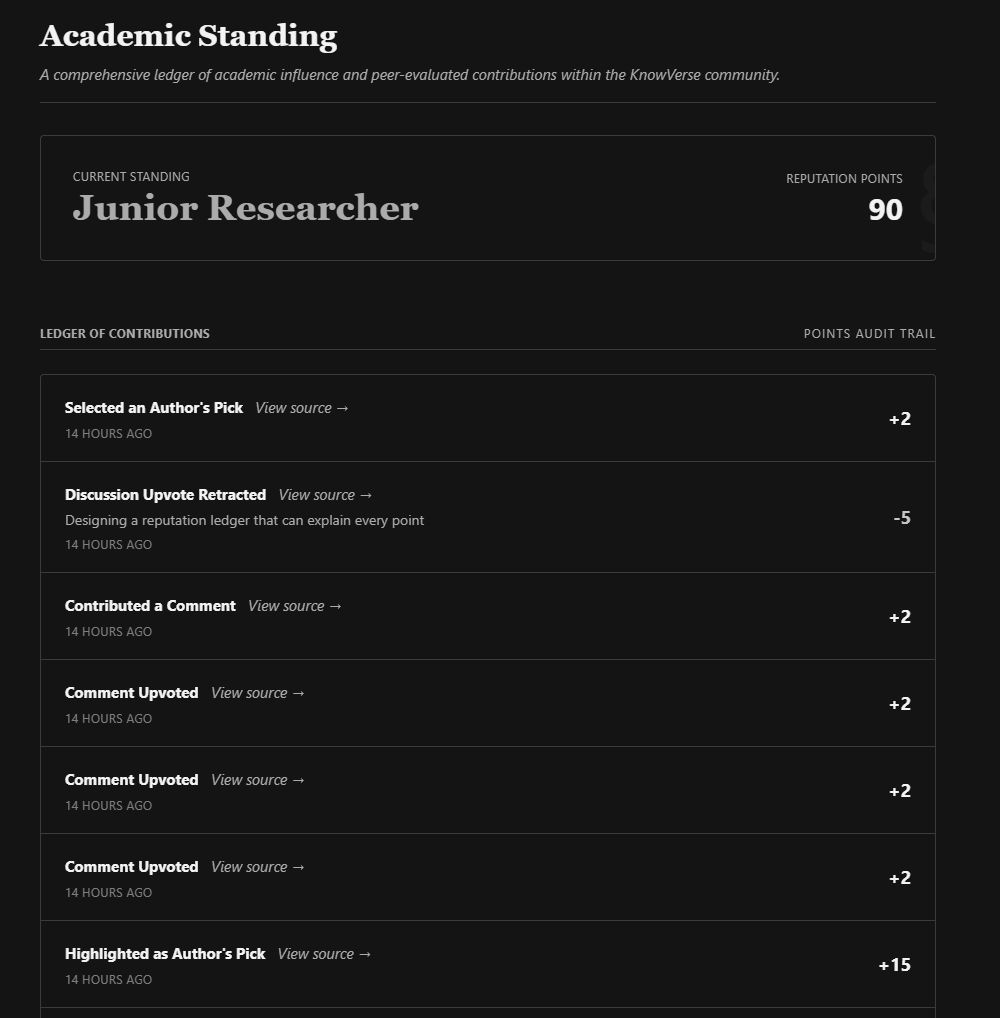 Academic Standing
A comprehensive ledger of academic influence and peer-evaluated contributions within the KnowVerse community.
CURRENT STANDING
Junior Researcher
REPUTATION POINTS
90
LEDGER OF CONTRIBUTIONS
POINTS AUDIT TRAIL
Selected an Author's Pick View source →
14 HOURS AGO
+2
Discussion Upvote Retracted View source →
Designing a reputation ledger that can explain every point
14 HOURS AGO
-5
Contributed a Comment View source →
14 HOURS AGO
+2
Comment Upvoted View source →
14 HOURS AGO
+2
Comment Upvoted View source →
14 HOURS AGO
+2
Comment Upvoted View source →
14 HOURS AGO
+2
Highlighted as Author's Pick View source →
14 HOURS AGO
+15